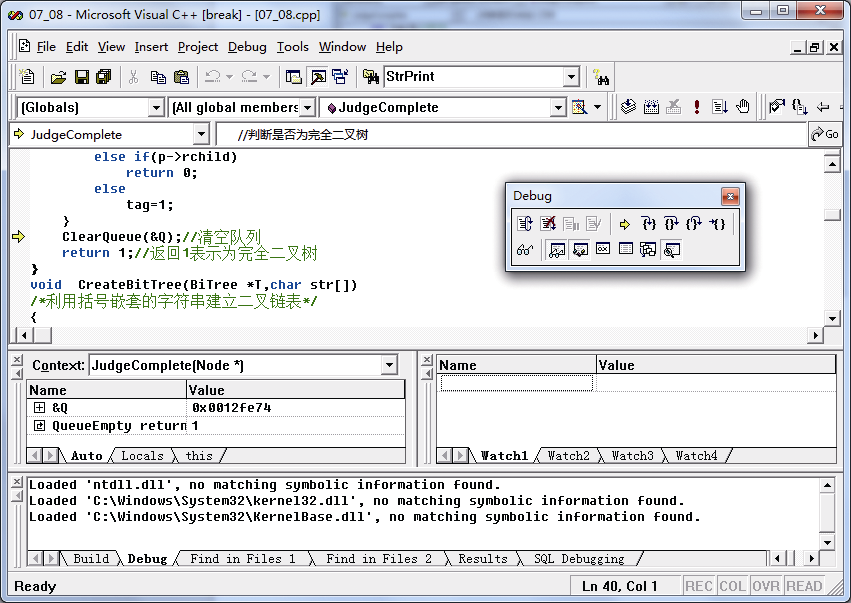 07_08 - Microsoft Visual C++ [break] - [07_08.cpp]
File Edit View Insert Project Debug Tools Window Help
StrPrint
(Globals) (All global members JudgeComplete
JudgeComplete //判断是否为完全二叉树 Go
else if(p->rchild)
return 0;
else
tag=1;
}
ClearQueue(&Q);//清空队列
return 1;//返回1表示为完全二叉树
}
void CreateBitTree(BiTree *T,char str[])
/*利用括号嵌套的字符串建立二叉链表*/
{
Debug
Context: JudgeComplete(Node *)
Name Value
&Q 0x0012fe74
QueueEmpty return 1
Auto Locals this
Name Value
Watch1 Watch2 Watch3 Watch4
Loaded 'ntdll.dll', no matching symbolic information found.
Loaded 'C:\Windows\System32\kernel32.dll', no matching symbolic information found.
Loaded 'C:\Windows\System32\KernelBase.dll', no matching symbolic information found.
Build Debug Find in Files 1 Find in Files 2 Results SQL Debugging
Ready Ln 40, Col 1 REC COL OVR READ